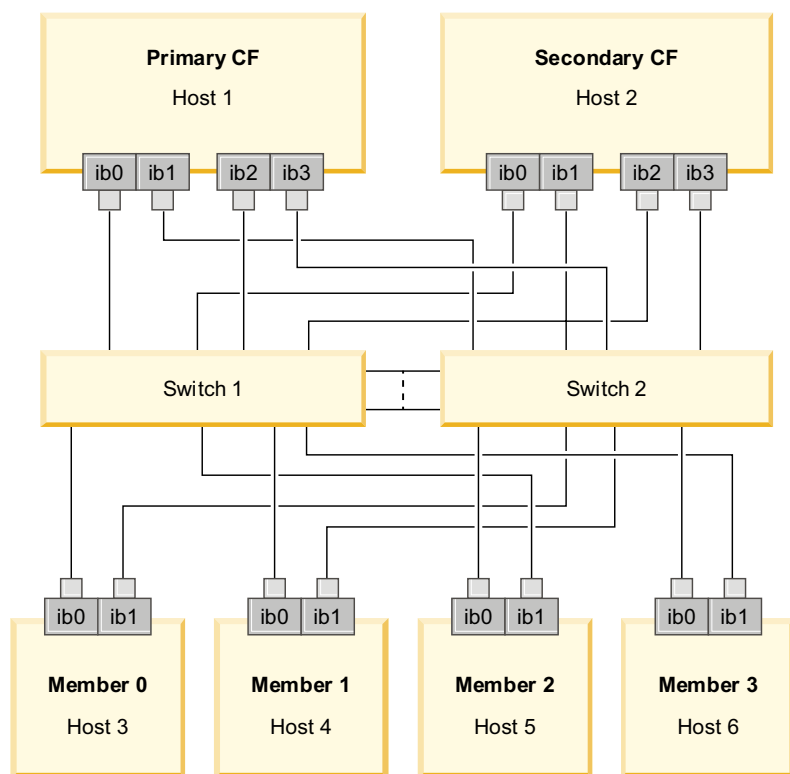 Primary CF
Host 1
Secondary CF
Host 2
ib0 ib1 ib2 ib3
ib0 ib1 ib2 ib3
Switch 1
Switch 2
ib0 ib1
ib0 ib1
ib0 ib1
ib0 ib1
Member 0
Host 3
Member 1
Host 4
Member 2
Host 5
Member 3
Host 6